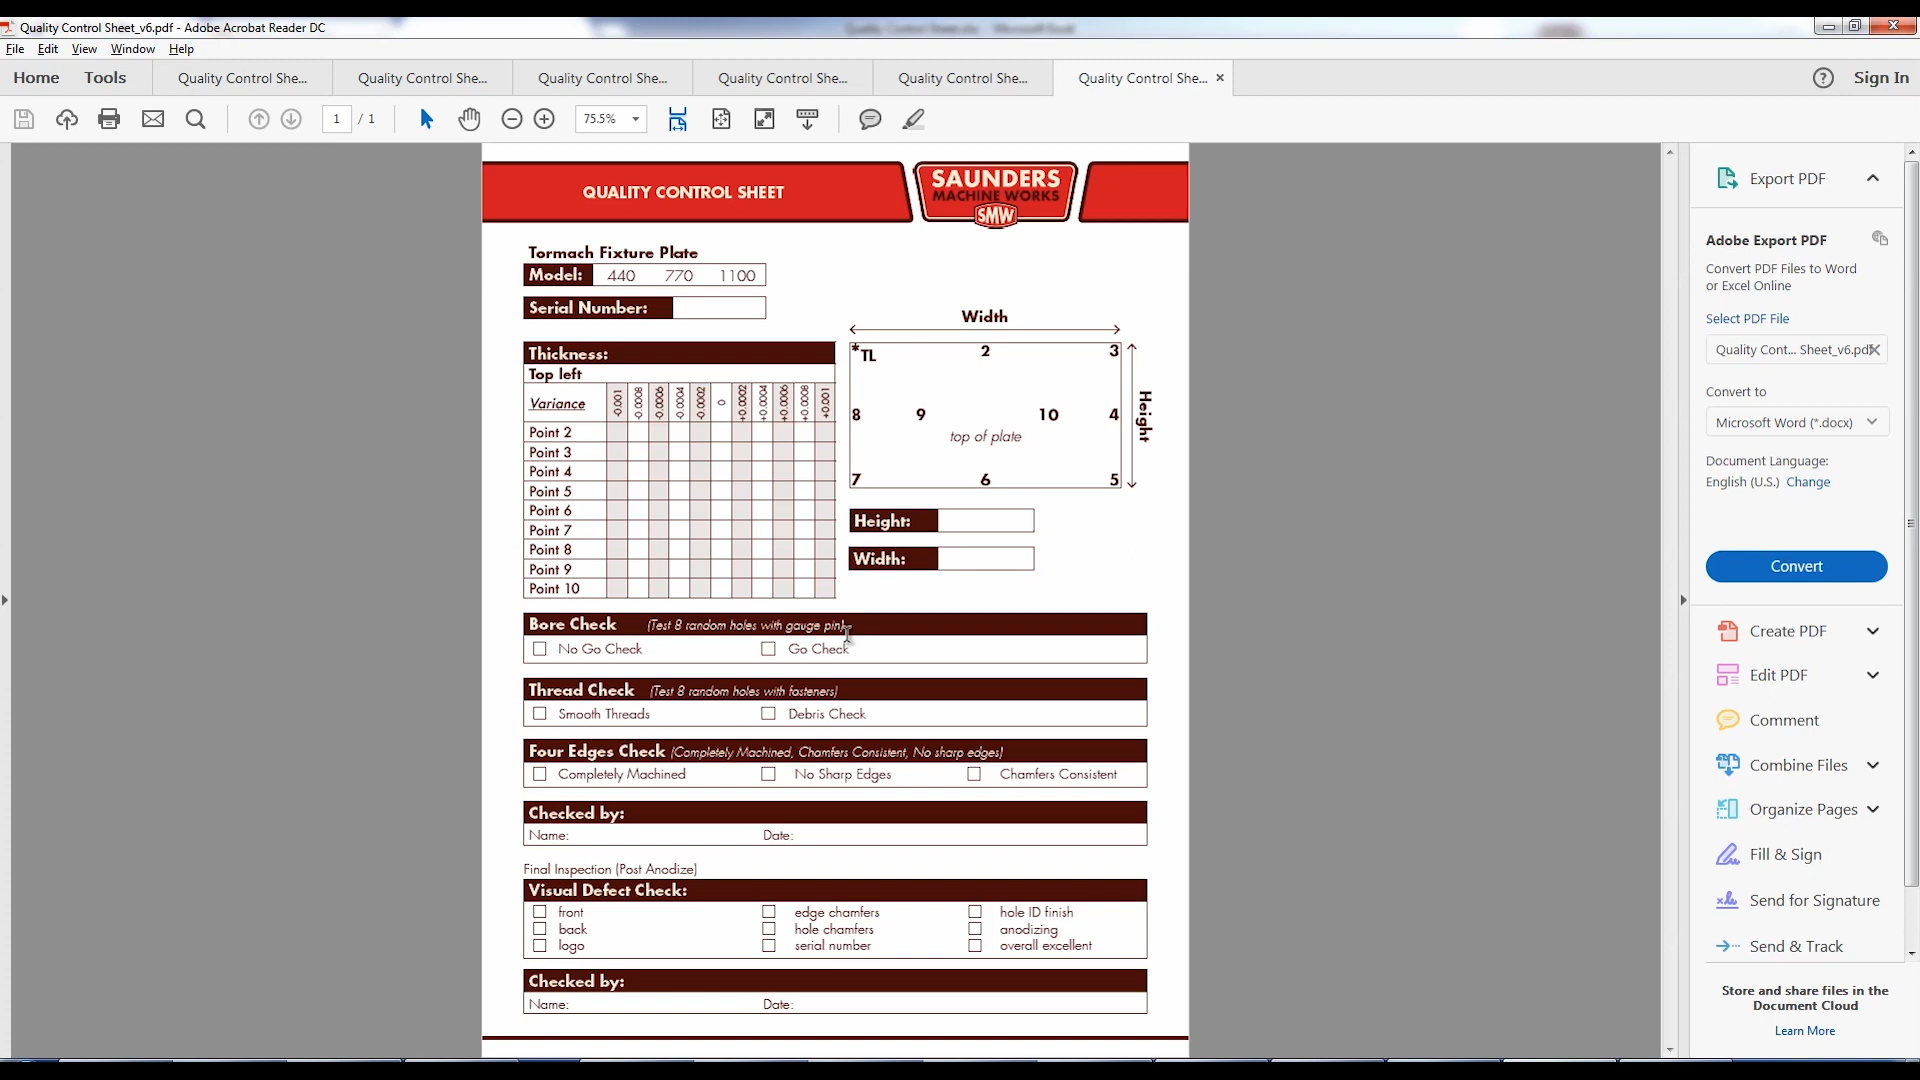 Quality Control Sheet_v6.pdf - Adobe Acrobat Reader DC
File Edit View Window Help
Home Tools Quality Control She... Quality Control She... Quality Control She... Quality Control She... Quality Control She... Quality Control She... × ? Sign In
1 / 1 75.5%
QUALITY CONTROL SHEET
SAUNDERS
MACHINE WORKS
SMW
Tormach Fixture Plate
Model: 440 770 1100
Serial Number:
Thickness:
Top left
Variance -0.001 -0.0008 -0.0006 -0.0004 -0.0002 0 +0.0002 +0.0004 +0.0006 +0.0008 +0.001
Point 2
Point 3
Point 4
Point 5
Point 6
Point 7
Point 8
Point 9
Point 10
Width
*TL 2 3
8 9 10 4
top of plate
7 6 5
Height
Height:
Width:
Bore Check (Test 8 random holes with gauge pin)
No Go Check Go Check
Thread Check (Test 8 random holes with fasteners)
Smooth Threads Debris Check
Four Edges Check (Completely Machined, Chamfers Consistent, No sharp edges)
Completely Machined No Sharp Edges Chamfers Consistent
Checked by:
Name: Date:
Final Inspection (Post Anodize)
Visual Defect Check:
front edge chamfers hole ID finish
back hole chamfers anodizing
logo serial number overall excellent
Checked by:
Name: Date:
Export PDF
Adobe Export PDF
Convert PDF Files to Word
or Excel Online
Select PDF File
Quality Cont... Sheet_v6.pdf
Convert to
Microsoft Word (*.docx)
Document Language:
English (U.S.) Change
Convert
Create PDF
Edit PDF
Comment
Combine Files
Organize Pages
Fill & Sign
Send for Signature
Send & Track
Store and share files in the
Document Cloud
Learn More